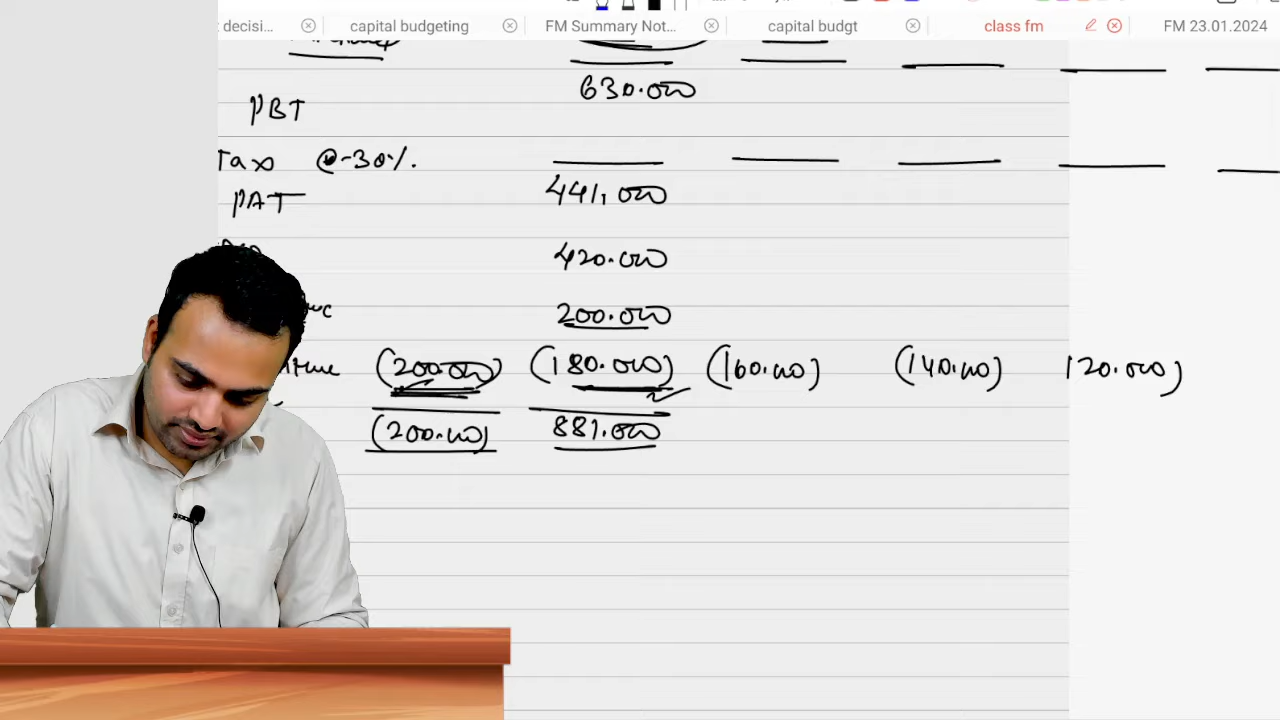 decisi...
capital budgeting
FM Summary Not...
capital budgt
class fm
FM 23.01.2024
630.000
PBT
Tax @-30%.
PAT 441,000
420.000
200.000
(200.000) (180.000) (160.000) (140.000) 120.000)
(200.000) 881.000